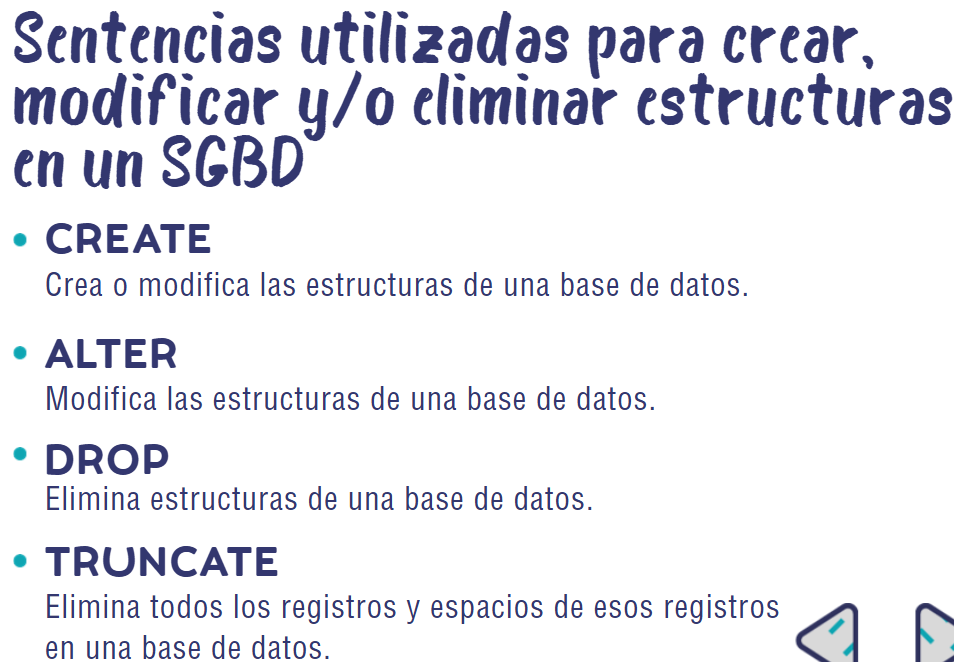 Sentencias utilizadas para crear,
modificar y/o eliminar estructuras
en un SGBD
• CREATE
Crea o modifica las estructuras de una base de datos.
• ALTER
Modifica las estructuras de una base de datos.
• DROP
Elimina estructuras de una base de datos.
• TRUNCATE
Elimina todos los registros y espacios de esos registros
en una base de datos.